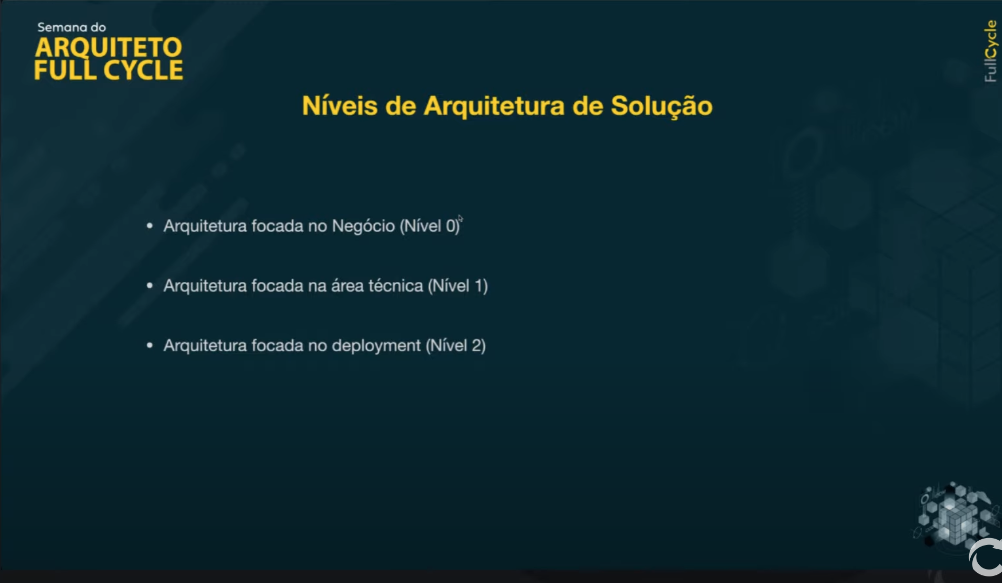 Semana do
ARQUITETO
FULL CYCLE
FullCycle
Níveis de Arquitetura de Solução
• Arquitetura focada no Negócio (Nível 0)
• Arquitetura focada na área técnica (Nível 1)
• Arquitetura focada no deployment (Nível 2)